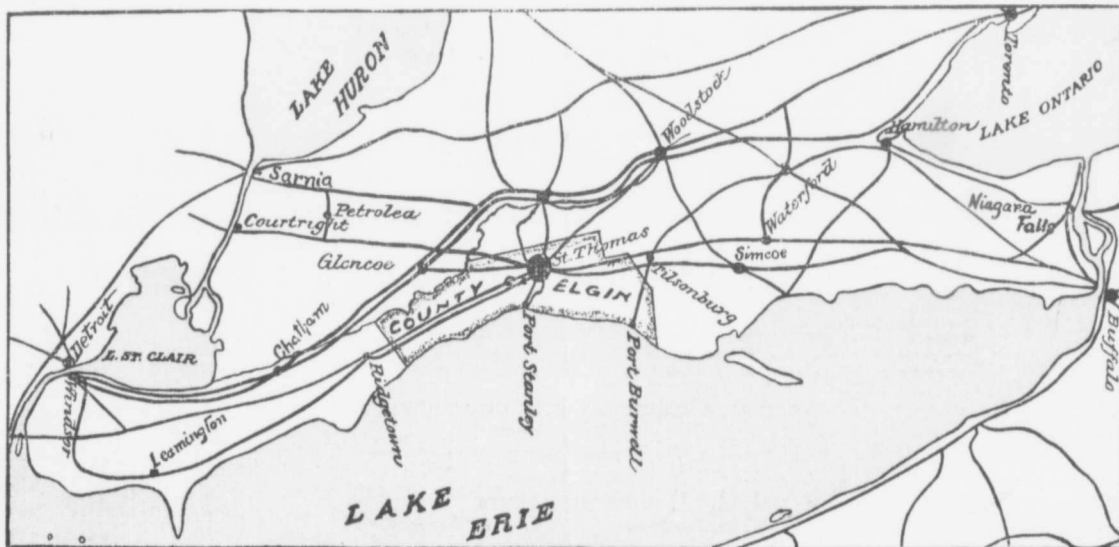 LAKE
HURON
Toronto
LAKE ONTARIO
Woodstock
Hamilton
Sarnia
Petrolea
Courtright
Waterford
Niagara
Falls
St. Thomas
Simcoe
Glencoe
Tilsonburg
COUNTY OF ELGIN
Buffalo
Detroit
L. ST. CLAIR
Chatham
Windsor
Ridgetown
Port Stanley
Port Burwell
Leamington
LAKE
ERIE